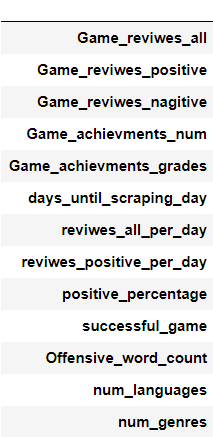 Game_reviwes_all
Game_reviwes_positive
Game_reviwes_nagitive
Game_achievments_num
Game_achievments_grades
days_until_scraping_day
reviwes_all_per_day
reviwes_positive_per_day
positive_percentage
successful_game
Offensive_word_count
num_languages
num_genres